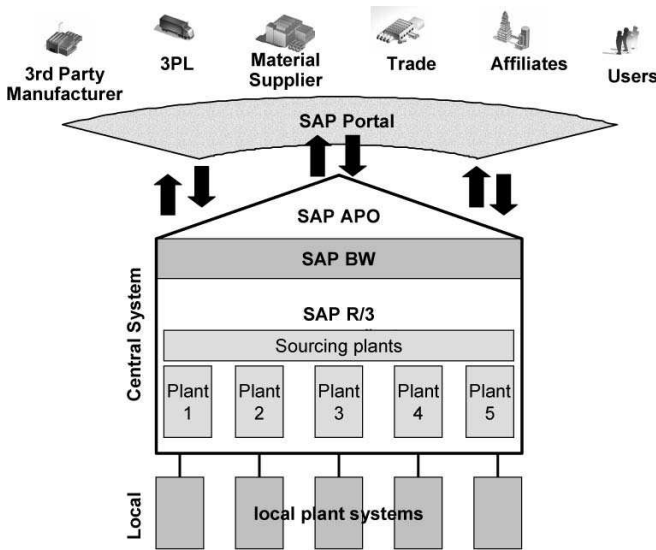 3rd Party
Manufacturer
3PL
Material
Supplier
Trade
Affiliates
Users
SAP Portal
SAP APO
SAP BW
SAP R/3
Sourcing plants
Plant
1
Plant
2
Plant
3
Plant
4
Plant
5
Central System
local plant systems
Local